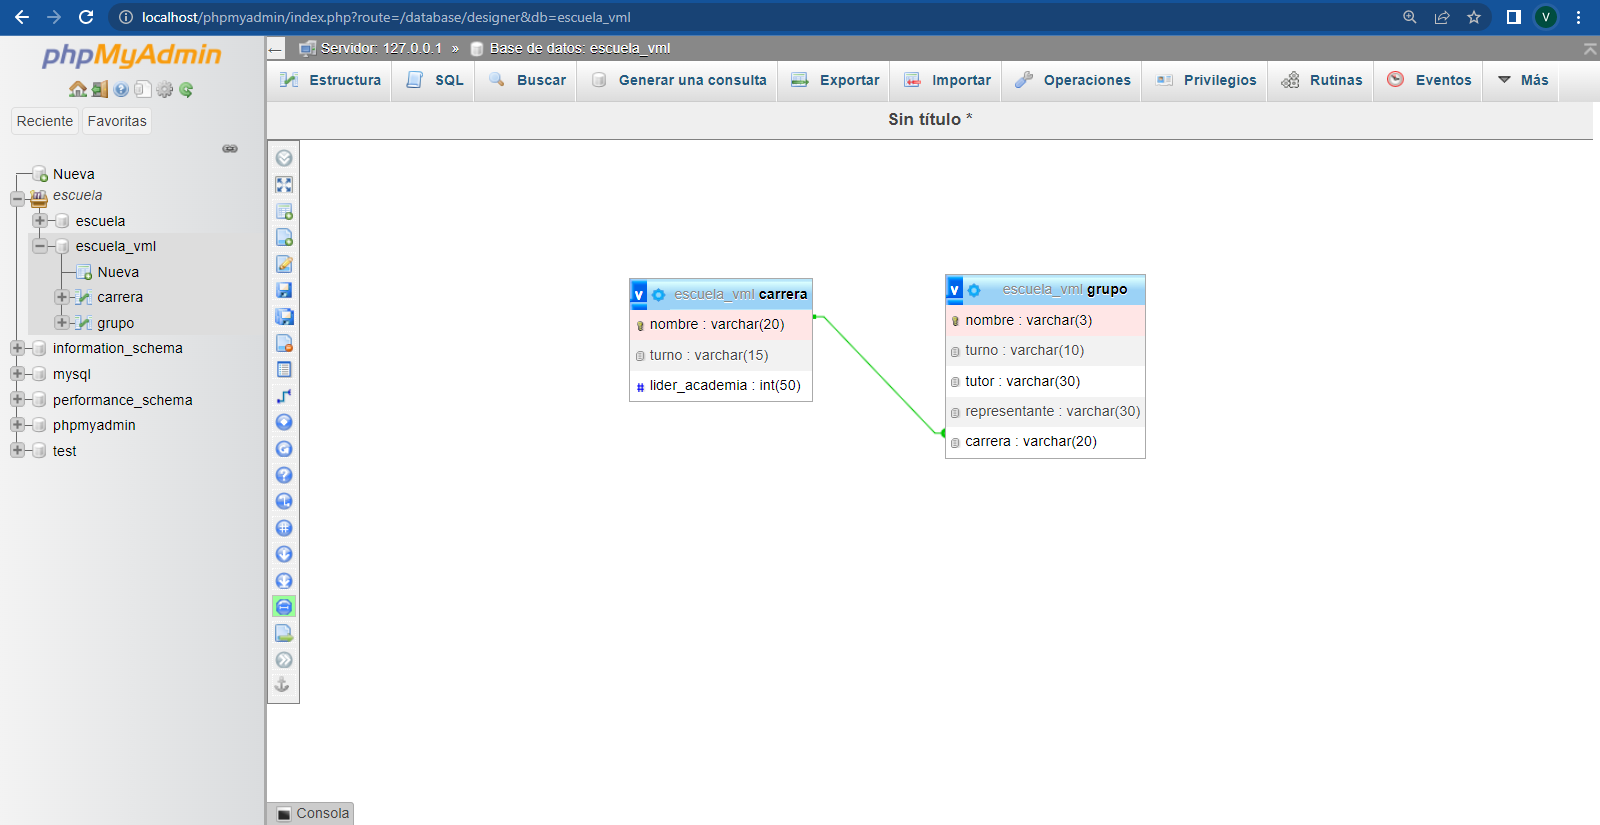 localhost/phpmyadmin/index.php?route=/database/designer&db=escuela_vml
V
phpMyAdmin
Reciente
Favoritas
Nueva
escuela
escuela
escuela_vml
Nueva
carrera
grupo
information_schema
mysql
performance_schema
phpmyadmin
test
Servidor: 127.0.0.1 » Base de datos: escuela_vml
Estructura
SQL
Buscar
Generar una consulta
Exportar
Importar
Operaciones
Privilegios
Rutinas
Eventos
Más
Sin título *
v escuela_vml carrera
nombre : varchar(20)
turno : varchar(15)
# lider_academia : int(50)
v escuela_vml grupo
nombre : varchar(3)
turno : varchar(10)
tutor : varchar(30)
representante : varchar(30)
carrera : varchar(20)
Consola